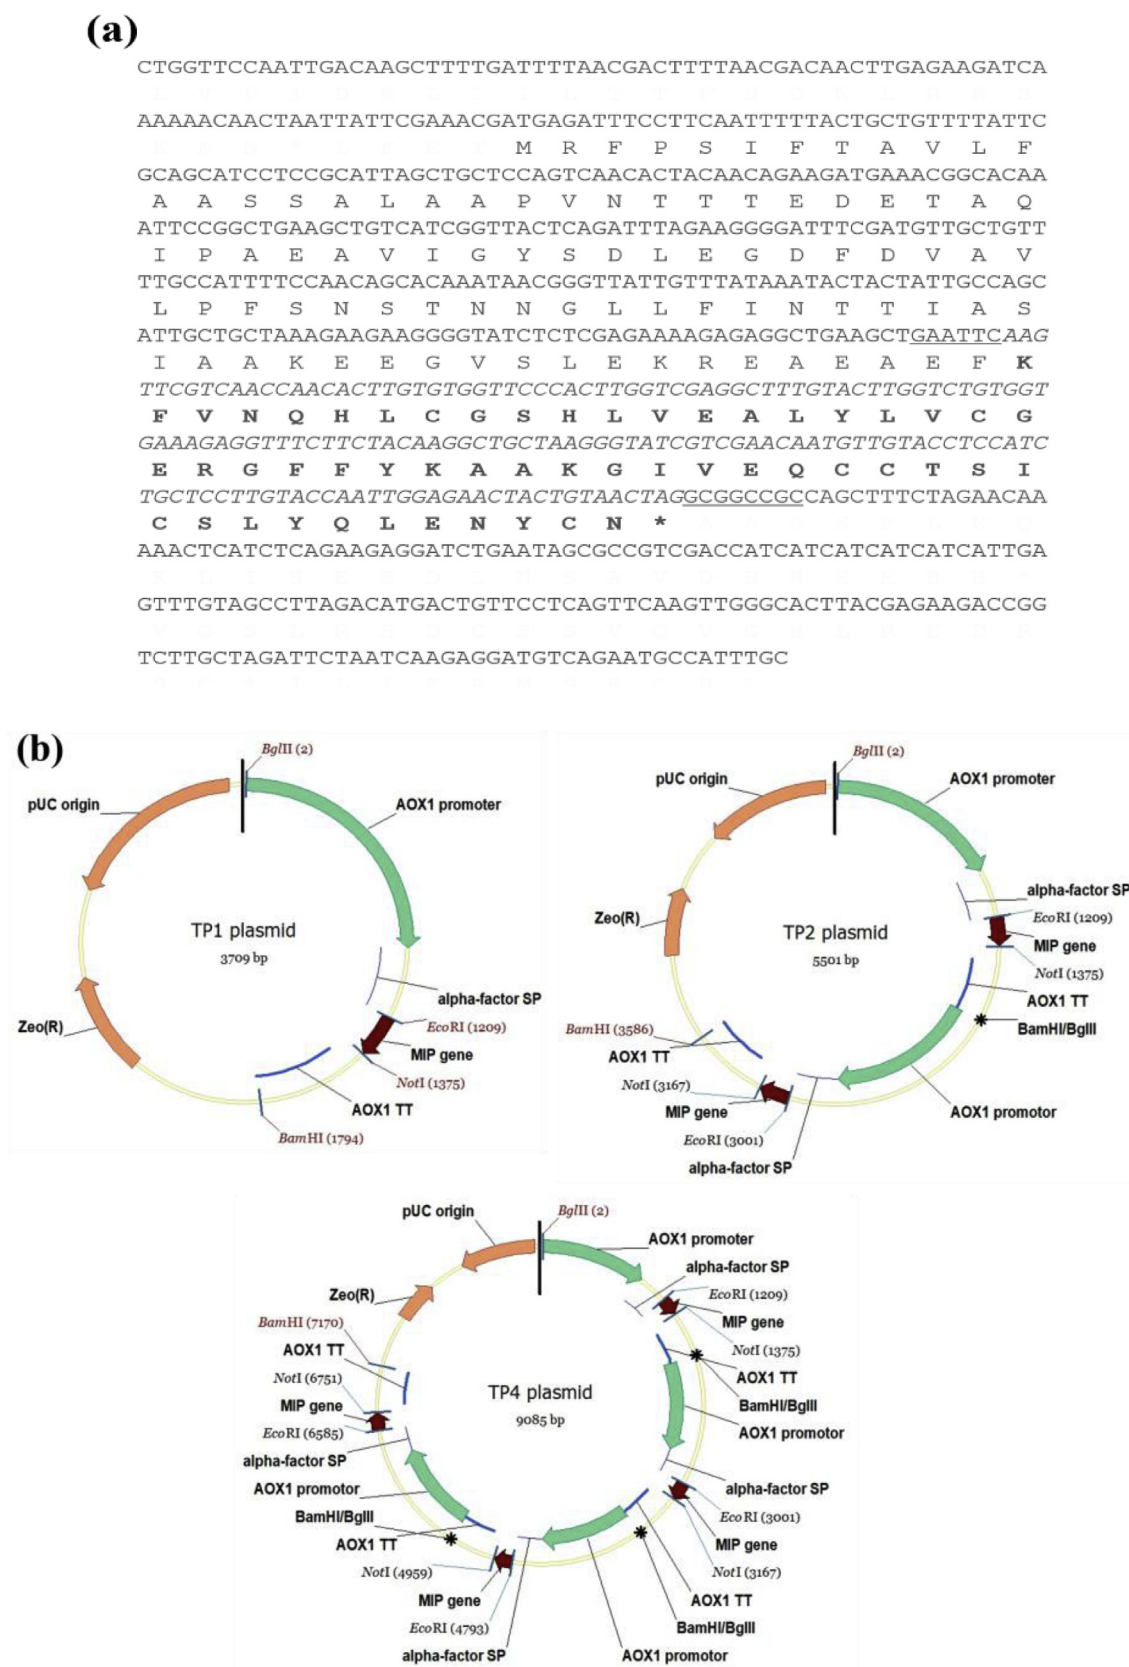 (a)
CTGGTTCCAATTGACAAGCTTTTGATTTTAACGACTTTTAACGACAACTTGAGAAGATCA
AAAAACAACTAATTATTCGAAACGATGAGATTTCCTTCAATTTTTACTGCTGTTTTATTC
M R F P S I F T A V L F
GCAGCATCCTCCGCATTAGCTGCTCCAGTCAACACTACAACAGAAGATGAAACGGCACAA
A A S S A L A A P V N T T T E D E T A Q
ATTCCGGCTGAAGCTGTCATCGGTTACTCAGATTTAGAAGGGGATTTCGATGTTGCTGTT
I P A E A V I G Y S D L E G D F D V A V
TTGCCATTTTCCAACAGCACAAATAACGGGTTATTGTTTATAAATACTACTATTGCCAGC
L P F S N S T N N G L L F I N T T I A S
ATTGCTGCTAAAGAAGAAGGGGTATCTCTCGAGAAAAGAGAGGCTGAAGCTGAATTCAAG
I A A K E E G V S L E K R E A E A E F K
TTCGTCAACCAACACTTGTGTGGTTCCCACTTGGTCGAGGCTTTGTACTTGGTCTGTGGT
F V N Q H L C G S H L V E A L Y L V C G
GAAAGAGGTTTCTTCTACAAGGCTGCTAAGGGTATCGTCGAACAATGTTGTACCTCCATC
E R G F F Y K A A K G I V E Q C C T S I
TGCTCCTTGTACCAATTGGAGAACTACTGTAACTAGGCGGCCGCCAGCTTTCTAGAACAA
C S L Y Q L E N Y C N *
AAACTCATCTCAGAAGAGGATCTGAATAGCGCCGTCGACCATCATCATCATCATCATTGA
GTTTGTAGCCTTAGACATGACTGTTCCTCAGTTCAAGTTGGGCACTTACGAGAAGACCGG
TCTTGCTAGATTCTAATCAAGAGGATGTCAGAATGCCATTTGC
(b)
BglII (2)
pUC origin
AOX1 promoter
TP1 plasmid
3709 bp
alpha-factor SP
EcoRI (1209)
Zeo(R)
MIP gene
NotI (1375)
AOX1 TT
BamHI (1794)
BglII (2)
pUC origin
AOX1 promoter
alpha-factor SP
EcoRI (1209)
Zeo(R)
TP2 plasmid
5501 bp
MIP gene
NotI (1375)
AOX1 TT
BamHI/BglII
*
BamHI (3586)
AOX1 TT
NotI (3167)
MIP gene
AOX1 promotor
EcoRI (3001)
alpha-factor SP
BglII (2)
pUC origin
AOX1 promoter
alpha-factor SP
EcoRI (1209)
Zeo(R)
MIP gene
BamHI (7170)
NotI (1375)
*
AOX1 TT
AOX1 TT
NotI (6751)
TP4 plasmid
9085 bp
BamHI/BglII
MIP gene
AOX1 promotor
EcoRI (6585)
alpha-factor SP
alpha-factor SP
AOX1 promotor
EcoRI (3001)
BamHI/BglII
*
*
AOX1 TT
MIP gene
NotI (4959)
NotI (3167)
MIP gene
AOX1 TT
EcoRI (4793)
BamHI/BglII
alpha-factor SP
AOX1 promotor